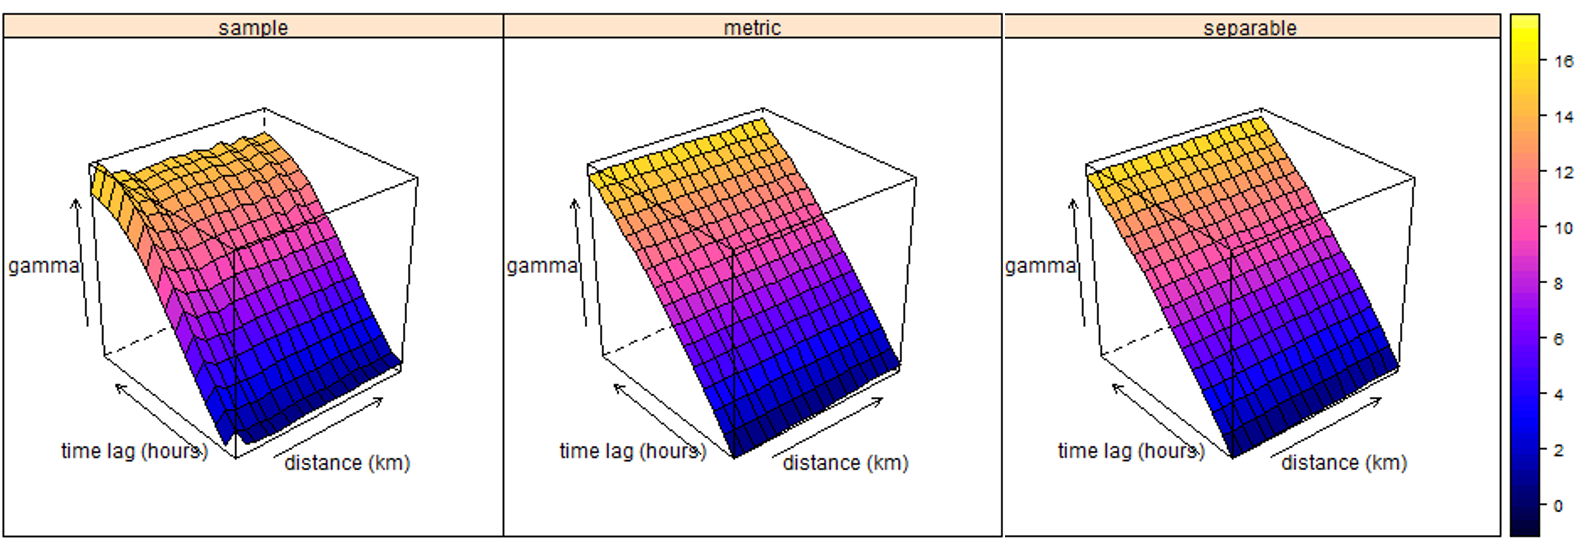 sample
metric
separable
gamma
time lag (hours)
distance (km)
gamma
time lag (hours)
distance (km)
gamma
time lag (hours)
distance (km)
16
14
12
10
8
6
4
2
0